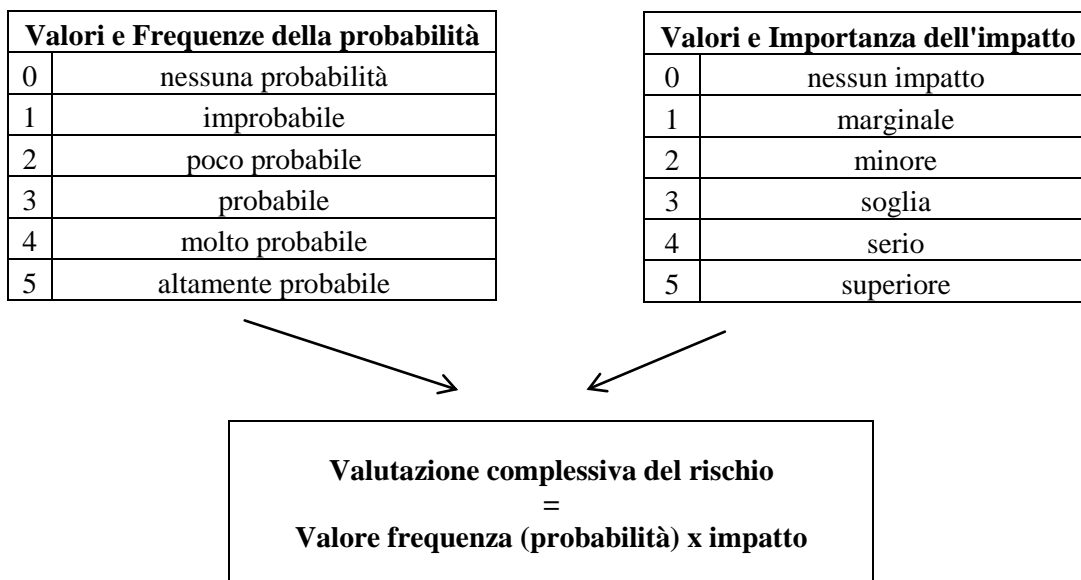 Valori e Frequenze della probabilità
0 nessuna probabilità
1 improbabile
2 poco probabile
3 probabile
4 molto probabile
5 altamente probabile
Valori e Importanza dell'impatto
0 nessun impatto
1 marginale
2 minore
3 soglia
4 serio
5 superiore
Valutazione complessiva del rischio
=
Valore frequenza (probabilità) x impatto